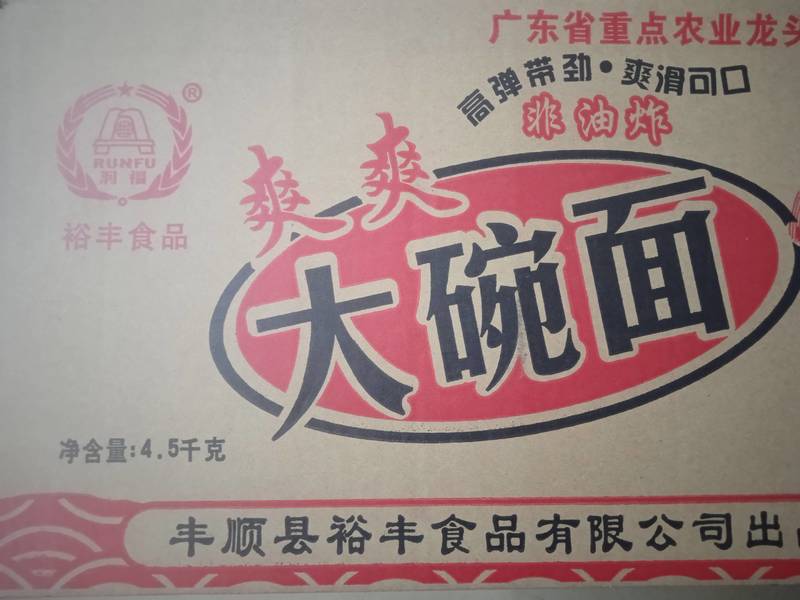 广东省重点农业龙头
高弹带劲·爽滑可口
非油炸
®
RUNFU
润福
裕丰食品
爽爽
大碗面
净含量:4.5千克
丰顺县裕丰食品有限公司出品